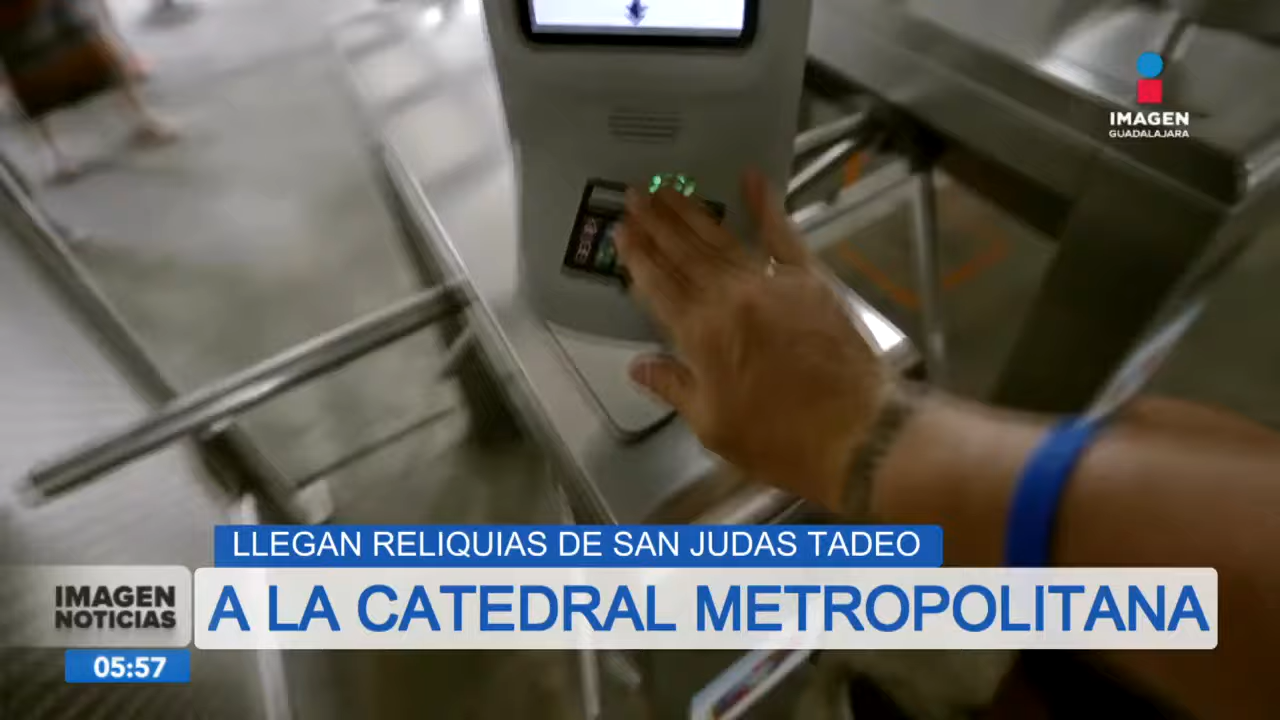 IMAGEN
GUADALAJARA
LLEGAN RELIQUIAS DE SAN JUDAS TADEO
A LA CATEDRAL METROPOLITANA
IMAGEN
NOTICIAS
05:57